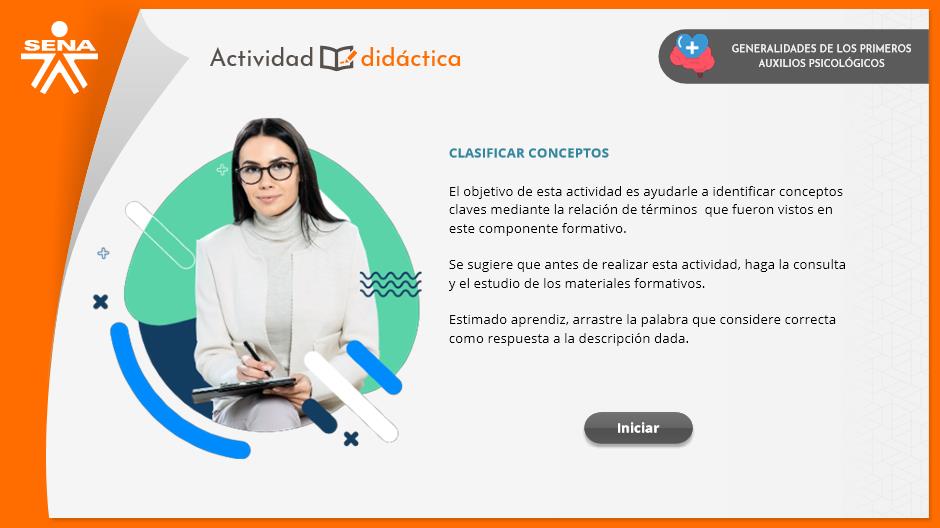 SENA
Actividad didáctica
GENERALIDADES DE LOS PRIMEROS
AUXILIOS PSICOLÓGICOS
CLASIFICAR CONCEPTOS
El objetivo de esta actividad es ayudarle a identificar conceptos
claves mediante la relación de términos que fueron vistos en
este componente formativo.
Se sugiere que antes de realizar esta actividad, haga la consulta
y el estudio de los materiales formativos.
Estimado aprendiz, arrastre la palabra que considere correcta
como respuesta a la descripción dada.
Iniciar